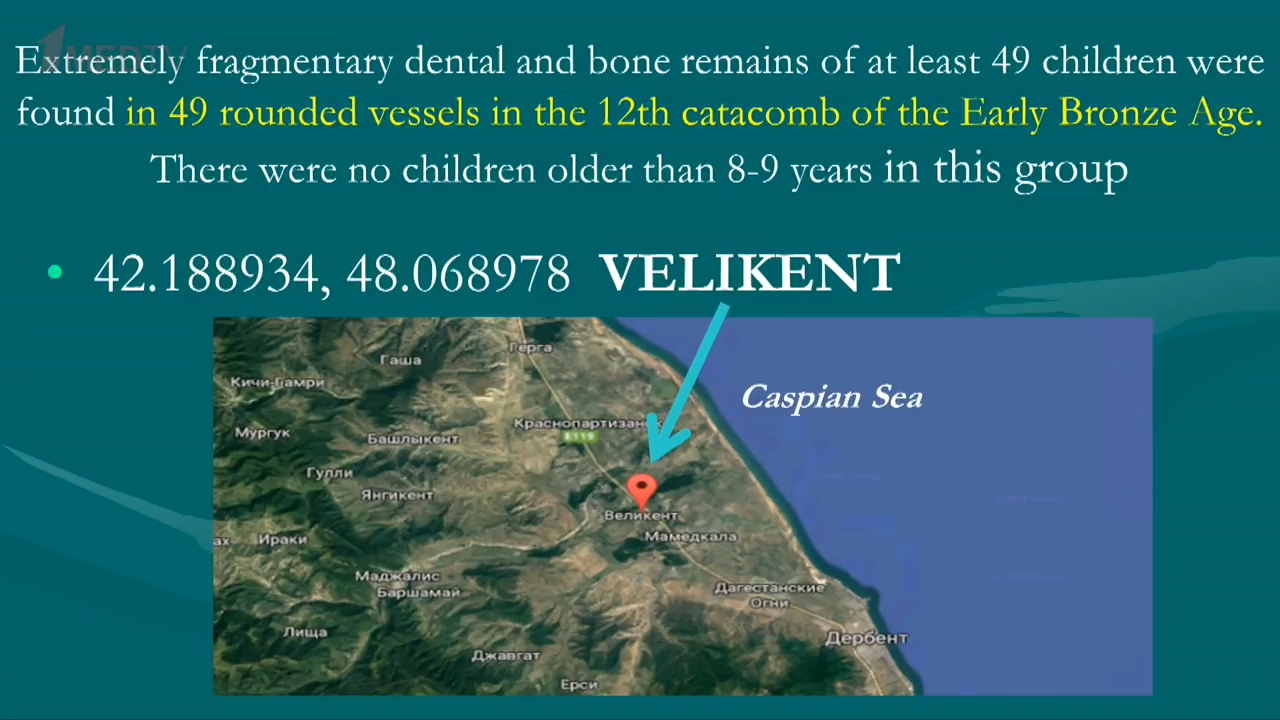 1MEDTV
Extremely fragmentary dental and bone remains of at least 49 children were
found in 49 rounded vessels in the 12th catacomb of the Early Bronze Age.
There were no children older than 8-9 years in this group
• 42.188934, 48.068978 VELIKENT
Герга
Гаша
Кичи-Гамри
Caspian Sea
Краснопартизанск
E119
Мургук
Башлыкент
Гулли
Янгикент
Великент
Мамедкала
Ираки
Маджалис
Баршамай
Дагестанские
Огни
Лища
Дербент
Джавгат
Ерси